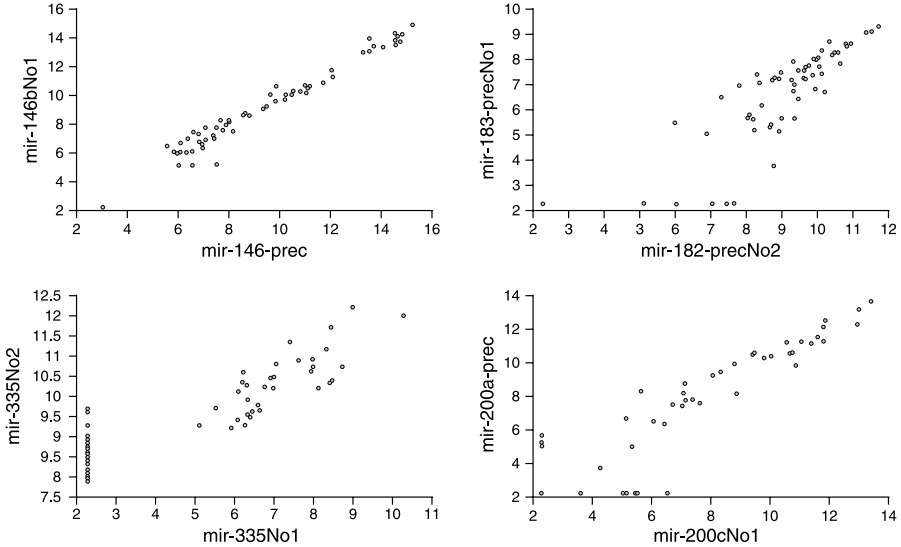 16
14
12
10
8
6
4
2
mir-146bNo1
2 4 6 8 10 12 14 16
mir-146-prec
10
9
8
7
6
5
4
3
2
mir-183-precNo1
2 3 3 4 6 7 8 9 10 11 12
mir-182-precNo2
12.5
12
11.5
11
10.5
10
9.5
9
8.5
8
7.5
mir-335No2
2 2 4 5 6 7 8 9 10 11
mir-335No1
14
12
10
8
6
4
2
mir-200a-prec
2 4 6 8 10 12 14
mir-200cNo1